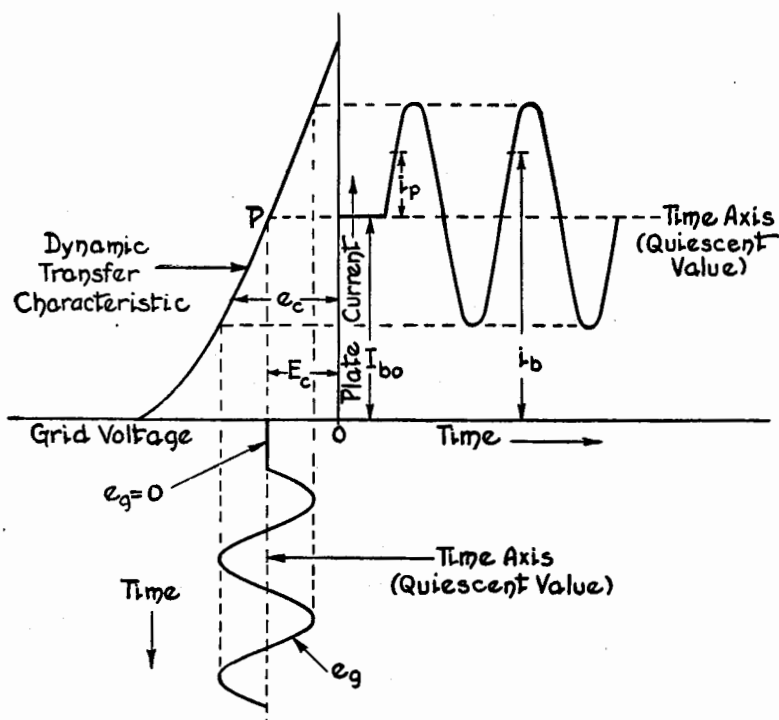 i_p
P
Time Axis
(Quiescent
Value)
Dynamic
Transfer
Characteristic
e_c
Plate Current
E_c
I_bo
i_b
Grid Voltage
0
Time
e_g=0
Time Axis
(Quiescent Value)
Time
e_g